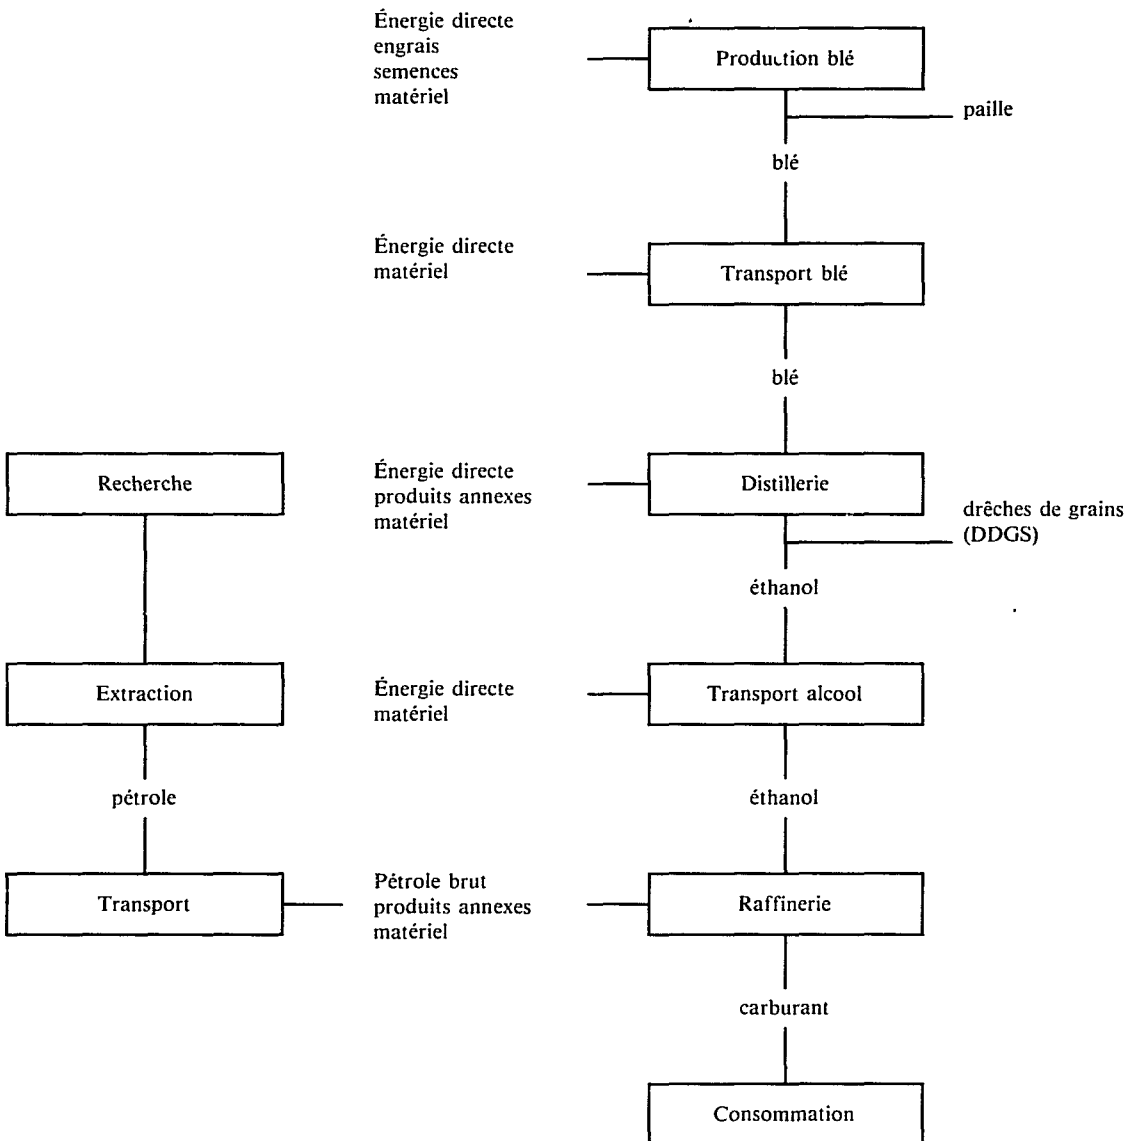 Énergie directe
engrais
semences
matériel
Production blé
paille
blé
Énergie directe
matériel
Transport blé
blé
Recherche
Énergie directe
produits annexes
matériel
Distillerie
drêches de grains
(DDGS)
éthanol
Extraction
Énergie directe
matériel
Transport alcool
pétrole
éthanol
Transport
Pétrole brut
produits annexes
matériel
Raffinerie
carburant
Consommation